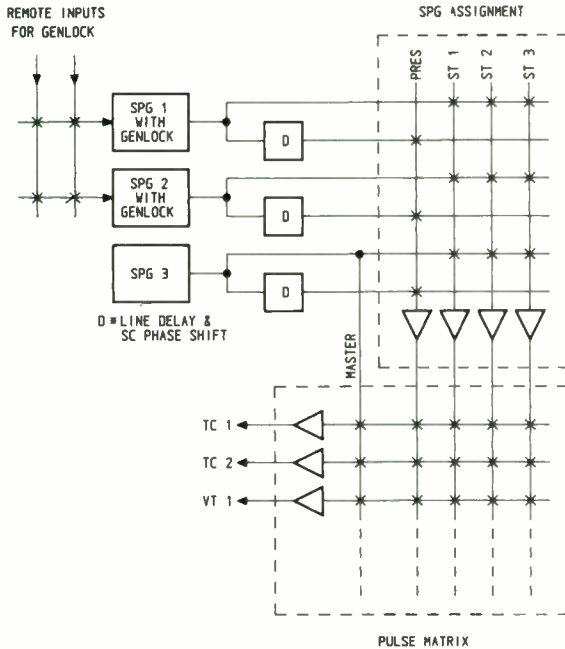 REMOTE INPUTS
FOR GENLOCK
SPG ASSIGNMENT
PRES
ST 1
ST 2
ST 3
SPG 1
WITH
GENLOCK
D
SPG 2
WITH
GENLOCK
D
SPG 3
D
D = LINE DELAY &
SC PHASE SHIFT
MASTER
TC 1
TC 2
VT 1
PULSE MATRIX